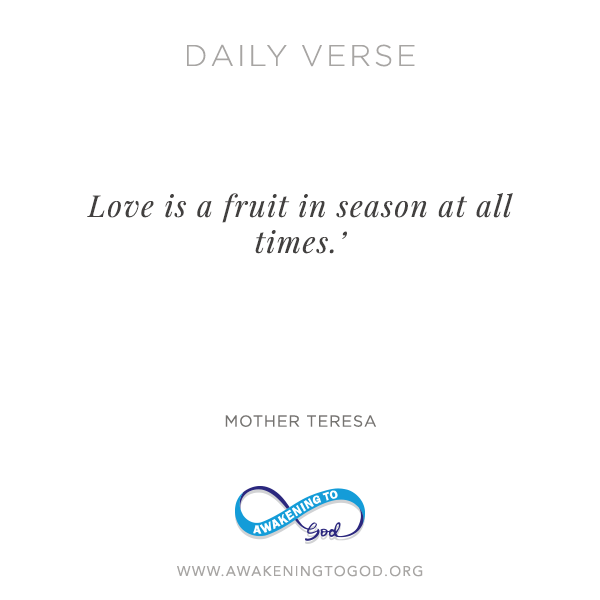 DAILY VERSE
Love is a fruit in season at all
times.’
MOTHER TERESA
AWAKENING TO
God
WWW.AWAKENINGTOGOD.ORG